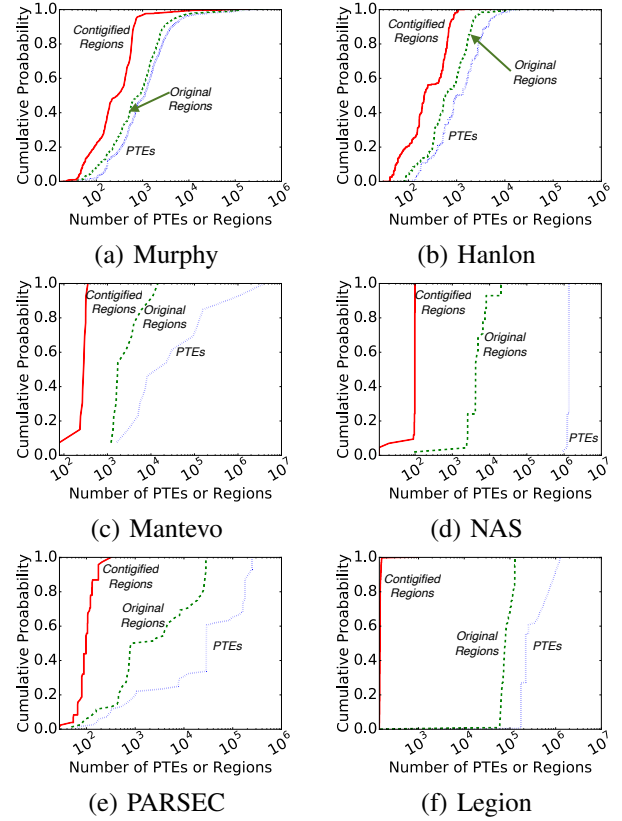 Cumulative Proabability
1.0
0.8
0.6
0.4
0.2
0.0
Contigified
Regions
Original
Regions
PTEs
10^2
10^3
10^4
10^5
10^6
Number of PTEs or Regions
(a) Murphy
Cumulative Proabability
1.0
0.8
0.6
0.4
0.2
0.0
Contigified
Regions
Original
Regions
PTEs
10^2
10^3
10^4
10^5
10^6
Number of PTEs or Regions
(b) Hanlon
Cumulative Proabability
1.0
0.8
0.6
0.4
0.2
0.0
Contigified
Regions
Original
Regions
PTEs
10^2
10^3
10^4
10^5
10^6
10^7
Number of PTEs or Regions
(c) Mantevo
Cumulative Proabability
1.0
0.8
0.6
0.4
0.2
0.0
Contigified
Regions
Original
Regions
PTEs
10^2
10^3
10^4
10^5
10^6
10^7
Number of PTEs or Regions
(d) NAS
Cumulative Proabability
1.0
0.8
0.6
0.4
0.2
0.0
Contigified
Regions
Original
Regions
PTEs
10^2
10^3
10^4
10^5
10^6
Number of PTEs or Regions
(e) PARSEC
Cumulative Proabability
1.0
0.8
0.6
0.4
0.2
0.0
Contigified
Regions
Original
Regions
PTEs
10^3
10^4
10^5
10^6
10^7
Number of PTEs or Regions
(f) Legion